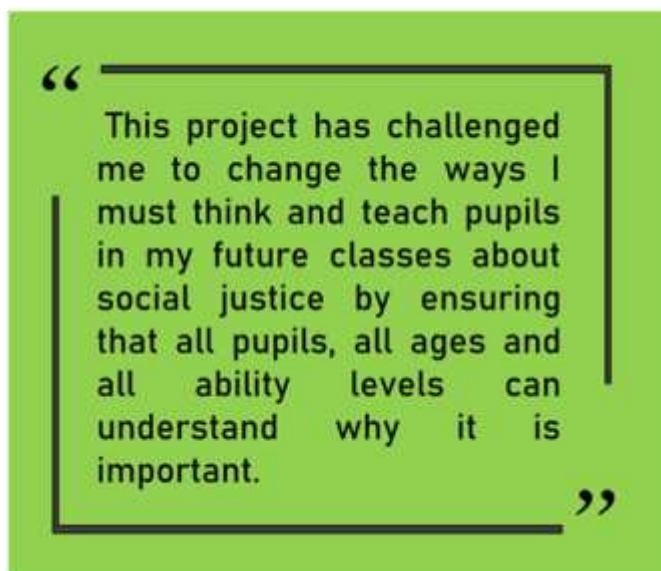 “
This project has challenged
me to change the ways I
must think and teach pupils
in my future classes about
social justice by ensuring
that all pupils, all ages and
all ability levels can
understand why it is
important.
”